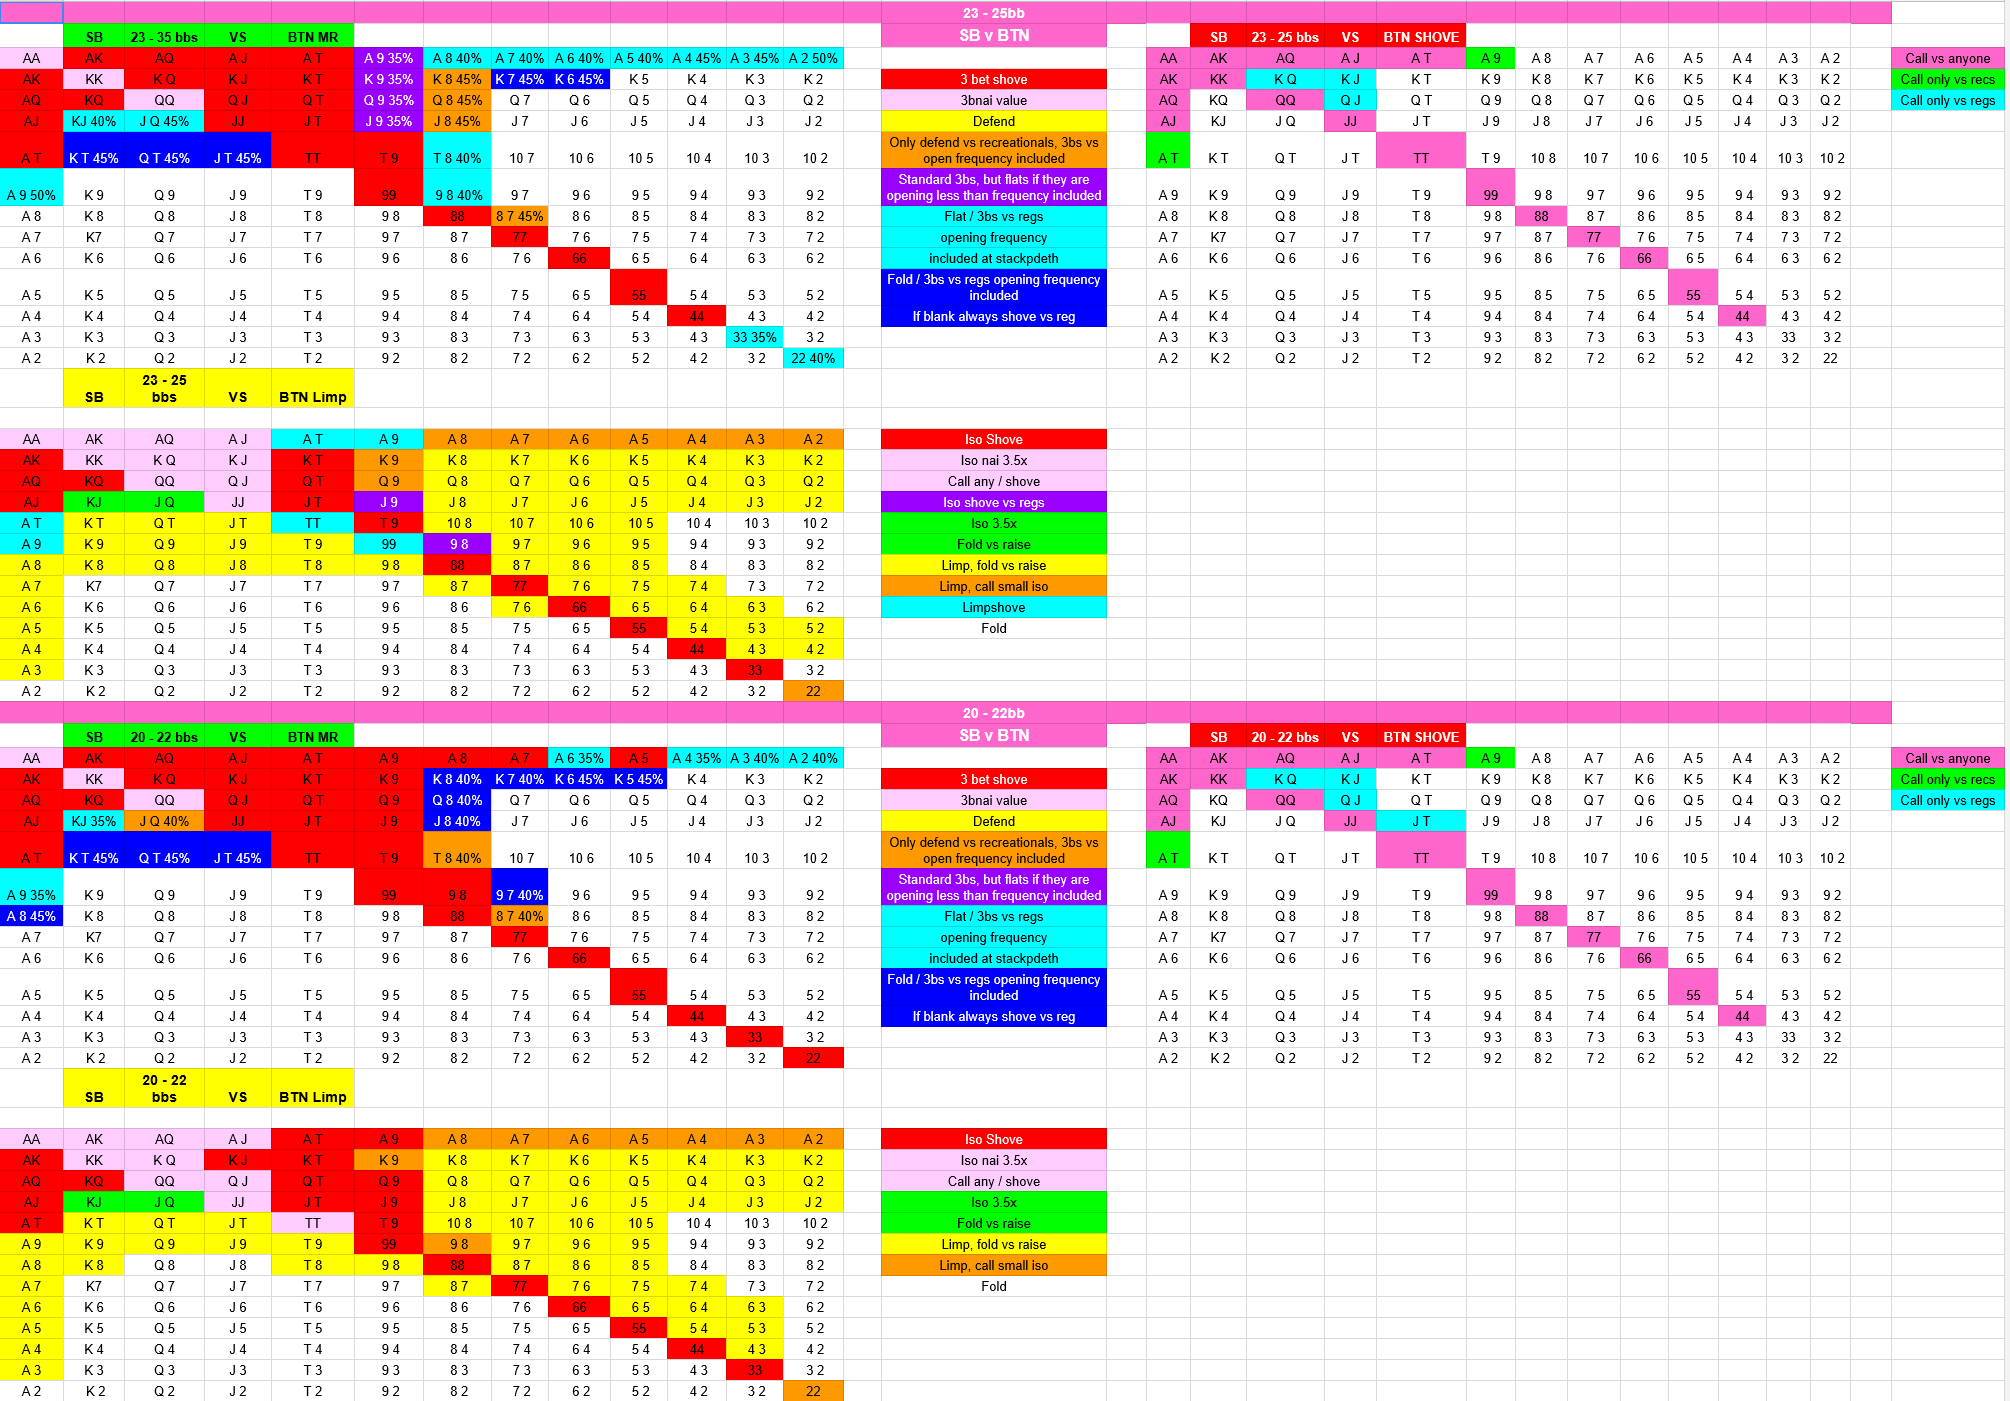 23 - 25bb
SB 23 - 35 bbs VS BTN MR SB v BTN SB 23 - 25 bbs VS BTN SHOVE
AA AK AQ A J A T A 9 35% A 8 40% A 7 40% A 6 40% A 5 40% A 4 45% A 3 45% A 2 50% AA AK AQ A J A T A 9 A 8 A 7 A 6 A 5 A 4 A 3 A 2 Call vs anyone
AK KK K Q K J K T K 9 35% K 8 45% K 7 45% K 6 45% K 5 K 4 K 3 K 2 3 bet shove AK KK K Q K J K T K 9 K 8 K 7 K 6 K 5 K 4 K 3 K 2 Call only vs recs
AQ KQ QQ Q J Q T Q 9 35% Q 8 45% Q 7 Q 6 Q 5 Q 4 Q 3 Q 2 3bnai value AQ KQ QQ Q J Q T Q 9 Q 8 Q 7 Q 6 Q 5 Q 4 Q 3 Q 2 Call only vs regs
AJ KJ 40% J Q 45% JJ J T J 9 35% J 8 45% J 7 J 6 J 5 J 4 J 3 J 2 Defend AJ KJ J Q JJ J T J 9 J 8 J 7 J 6 J 5 J 4 J 3 J 2
Only defend vs recreationals, 3bs vs
A T K T 45% Q T 45% J T 45% TT T 9 T 8 40% 10 7 10 6 10 5 10 4 10 3 10 2 open frequency included A T K T Q T J T TT T 9 10 8 10 7 10 6 10 5 10 4 10 3 10 2
Standard 3bs, but flats if they are
A 9 50% K 9 Q 9 J 9 T 9 99 9 8 40% 9 7 9 6 9 5 9 4 9 3 9 2 opening less than frequency included A 9 K 9 Q 9 J 9 T 9 99 9 8 9 7 9 6 9 5 9 4 9 3 9 2
A 8 K 8 Q 8 J 8 T 8 9 8 88 8 7 45% 8 6 8 5 8 4 8 3 8 2 Flat / 3bs vs regs A 8 K 8 Q 8 J 8 T 8 9 8 88 8 7 8 6 8 5 8 4 8 3 8 2
A 7 K7 Q 7 J 7 T 7 9 7 8 7 77 7 6 7 5 7 4 7 3 7 2 opening frequency A 7 K7 Q 7 J 7 T 7 9 7 8 7 77 7 6 7 5 7 4 7 3 7 2
A 6 K 6 Q 6 J 6 T 6 9 6 8 6 7 6 66 6 5 6 4 6 3 6 2 included at stackpdeth A 6 K 6 Q 6 J 6 T 6 9 6 8 6 7 6 66 6 5 6 4 6 3 6 2
Fold / 3bs vs regs opening frequency
A 5 K 5 Q 5 J 5 T 5 9 5 8 5 7 5 6 5 55 5 4 5 3 5 2 included A 5 K 5 Q 5 J 5 T 5 9 5 8 5 7 5 6 5 55 5 4 5 3 5 2
A 4 K 4 Q 4 J 4 T 4 9 4 8 4 7 4 6 4 5 4 44 4 3 4 2 If blank always shove vs reg A 4 K 4 Q 4 J 4 T 4 9 4 8 4 7 4 6 4 5 4 44 4 3 4 2
A 3 K 3 Q 3 J 3 T 3 9 3 8 3 7 3 6 3 5 3 4 3 33 35% 3 2 A 3 K 3 Q 3 J 3 T 3 9 3 8 3 7 3 6 3 5 3 4 3 33 3 2
A 2 K 2 Q 2 J 2 T 2 9 2 8 2 7 2 6 2 5 2 4 2 3 2 22 40% A 2 K 2 Q 2 J 2 T 2 9 2 8 2 7 2 6 2 5 2 4 2 3 2 22
23 - 25
SB bbs VS BTN Limp
AA AK AQ A J A T A 9 A 8 A 7 A 6 A 5 A 4 A 3 A 2 Iso Shove
AK KK K Q K J K T K 9 K 8 K 7 K 6 K 5 K 4 K 3 K 2 Iso nai 3.5x
AQ KQ QQ Q J Q T Q 9 Q 8 Q 7 Q 6 Q 5 Q 4 Q 3 Q 2 Call any / shove
AJ KJ J Q JJ J T J 9 J 8 J 7 J 6 J 5 J 4 J 3 J 2 Iso shove vs regs
A T K T Q T J T TT T 9 10 8 10 7 10 6 10 5 10 4 10 3 10 2 Iso 3.5x
A 9 K 9 Q 9 J 9 T 9 99 9 8 9 7 9 6 9 5 9 4 9 3 9 2 Fold vs raise
A 8 K 8 Q 8 J 8 T 8 9 8 88 8 7 8 6 8 5 8 4 8 3 8 2 Limp, fold vs raise
A 7 K7 Q 7 J 7 T 7 9 7 8 7 77 7 6 7 5 7 4 7 3 7 2 Limp, call small iso
A 6 K 6 Q 6 J 6 T 6 9 6 8 6 7 6 66 6 5 6 4 6 3 6 2 Limpshove
A 5 K 5 Q 5 J 5 T 5 9 5 8 5 7 5 6 5 55 5 4 5 3 5 2 Fold
A 4 K 4 Q 4 J 4 T 4 9 4 8 4 7 4 6 4 5 4 44 4 3 4 2
A 3 K 3 Q 3 J 3 T 3 9 3 8 3 7 3 6 3 5 3 4 3 33 3 2
A 2 K 2 Q 2 J 2 T 2 9 2 8 2 7 2 6 2 5 2 4 2 3 2 22
20 - 22bb
SB 20 - 22 bbs VS BTN MR SB v BTN SB 20 - 22 bbs VS BTN SHOVE
AA AK AQ A J A T A 9 A 8 A 7 A 6 35% A 5 A 4 35% A 3 40% A 2 40% AA AK AQ A J A T A 9 A 8 A 7 A 6 A 5 A 4 A 3 A 2 Call vs anyone
AK KK K Q K J K T K 9 K 8 40% K 7 40% K 6 45% K 5 45% K 4 K 3 K 2 3 bet shove AK KK K Q K J K T K 9 K 8 K 7 K 6 K 5 K 4 K 3 K 2 Call only vs recs
AQ KQ QQ Q J Q T Q 9 Q 8 40% Q 7 Q 6 Q 5 Q 4 Q 3 Q 2 3bnai value AQ KQ QQ Q J Q T Q 9 Q 8 Q 7 Q 6 Q 5 Q 4 Q 3 Q 2 Call only vs regs
AJ KJ 35% J Q 40% JJ J T J 9 J 8 40% J 7 J 6 J 5 J 4 J 3 J 2 Defend AJ KJ J Q JJ J T J 9 J 8 J 7 J 6 J 5 J 4 J 3 J 2
Only defend vs recreationals, 3bs vs
A T K T 45% Q T 45% J T 45% TT T 9 T 8 40% 10 7 10 6 10 5 10 4 10 3 10 2 open frequency included A T K T Q T J T TT T 9 10 8 10 7 10 6 10 5 10 4 10 3 10 2
Standard 3bs, but flats if they are
A 9 35% K 9 Q 9 J 9 T 9 99 9 8 9 7 40% 9 6 9 5 9 4 9 3 9 2 opening less than frequency included A 9 K 9 Q 9 J 9 T 9 99 9 8 9 7 9 6 9 5 9 4 9 3 9 2
A 8 45% K 8 Q 8 J 8 T 8 9 8 88 8 7 40% 8 6 8 5 8 4 8 3 8 2 Flat / 3bs vs regs A 8 K 8 Q 8 J 8 T 8 9 8 88 8 7 8 6 8 5 8 4 8 3 8 2
A 7 K7 Q 7 J 7 T 7 9 7 8 7 77 7 6 7 5 7 4 7 3 7 2 opening frequency A 7 K7 Q 7 J 7 T 7 9 7 8 7 77 7 6 7 5 7 4 7 3 7 2
A 6 K 6 Q 6 J 6 T 6 9 6 8 6 7 6 66 6 5 6 4 6 3 6 2 included at stackpdeth A 6 K 6 Q 6 J 6 T 6 9 6 8 6 7 6 66 6 5 6 4 6 3 6 2
Fold / 3bs vs regs opening frequency
A 5 K 5 Q 5 J 5 T 5 9 5 8 5 7 5 6 5 55 5 4 5 3 5 2 included A 5 K 5 Q 5 J 5 T 5 9 5 8 5 7 5 6 5 55 5 4 5 3 5 2
A 4 K 4 Q 4 J 4 T 4 9 4 8 4 7 4 6 4 5 4 44 4 3 4 2 If blank always shove vs reg A 4 K 4 Q 4 J 4 T 4 9 4 8 4 7 4 6 4 5 4 44 4 3 4 2
A 3 K 3 Q 3 J 3 T 3 9 3 8 3 7 3 6 3 5 3 4 3 33 3 2 A 3 K 3 Q 3 J 3 T 3 9 3 8 3 7 3 6 3 5 3 4 3 33 3 2
A 2 K 2 Q 2 J 2 T 2 9 2 8 2 7 2 6 2 5 2 4 2 3 2 22 A 2 K 2 Q 2 J 2 T 2 9 2 8 2 7 2 6 2 5 2 4 2 3 2 22
20 - 22
SB bbs VS BTN Limp
AA AK AQ A J A T A 9 A 8 A 7 A 6 A 5 A 4 A 3 A 2 Iso Shove
AK KK K Q K J K T K 9 K 8 K 7 K 6 K 5 K 4 K 3 K 2 Iso nai 3.5x
AQ KQ QQ Q J Q T Q 9 Q 8 Q 7 Q 6 Q 5 Q 4 Q 3 Q 2 Call any / shove
AJ KJ J Q JJ J T J 9 J 8 J 7 J 6 J 5 J 4 J 3 J 2 Iso 3.5x
A T K T Q T J T TT T 9 10 8 10 7 10 6 10 5 10 4 10 3 10 2 Fold vs raise
A 9 K 9 Q 9 J 9 T 9 99 9 8 9 7 9 6 9 5 9 4 9 3 9 2 Limp, fold vs raise
A 8 K 8 Q 8 J 8 T 8 9 8 88 8 7 8 6 8 5 8 4 8 3 8 2 Limp, call small iso
A 7 K7 Q 7 J 7 T 7 9 7 8 7 77 7 6 7 5 7 4 7 3 7 2 Fold
A 6 K 6 Q 6 J 6 T 6 9 6 8 6 7 6 66 6 5 6 4 6 3 6 2
A 5 K 5 Q 5 J 5 T 5 9 5 8 5 7 5 6 5 55 5 4 5 3 5 2
A 4 K 4 Q 4 J 4 T 4 9 4 8 4 7 4 6 4 5 4 44 4 3 4 2
A 3 K 3 Q 3 J 3 T 3 9 3 8 3 7 3 6 3 5 3 4 3 33 3 2
A 2 K 2 Q 2 J 2 T 2 9 2 8 2 7 2 6 2 5 2 4 2 3 2 22